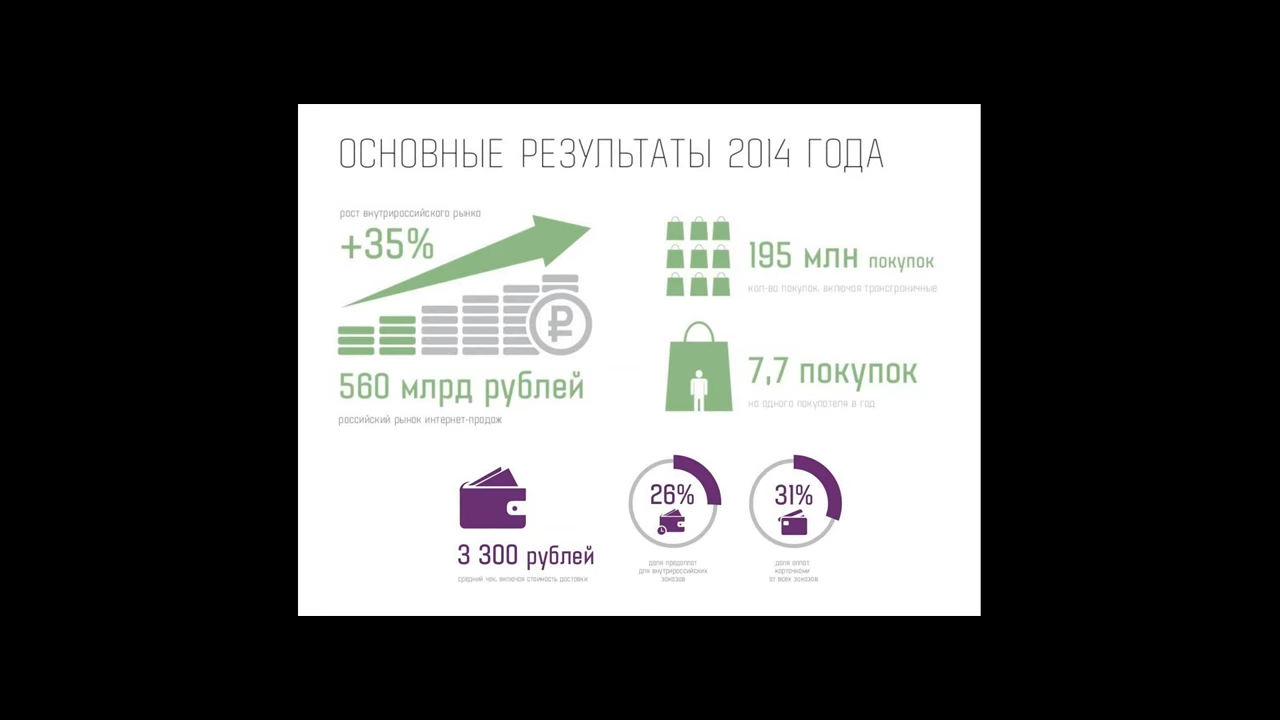 ОСНОВНЫЕ РЕЗУЛЬТАТЫ 2014 ГОДА
рост внутрироссийского рынка
+35%
560 млрд рублей
российский рынок интернет-продаж
195 млн покупок
кол-во покупок, включая трансграничные
7,7 покупок
на одного покупателя в год
3 300 рублей
средний чек, включая стоимость доставки
26%
доля предоплат
для внутрироссийских
заказов
31%
доля оплат
карточками
от всех заказов